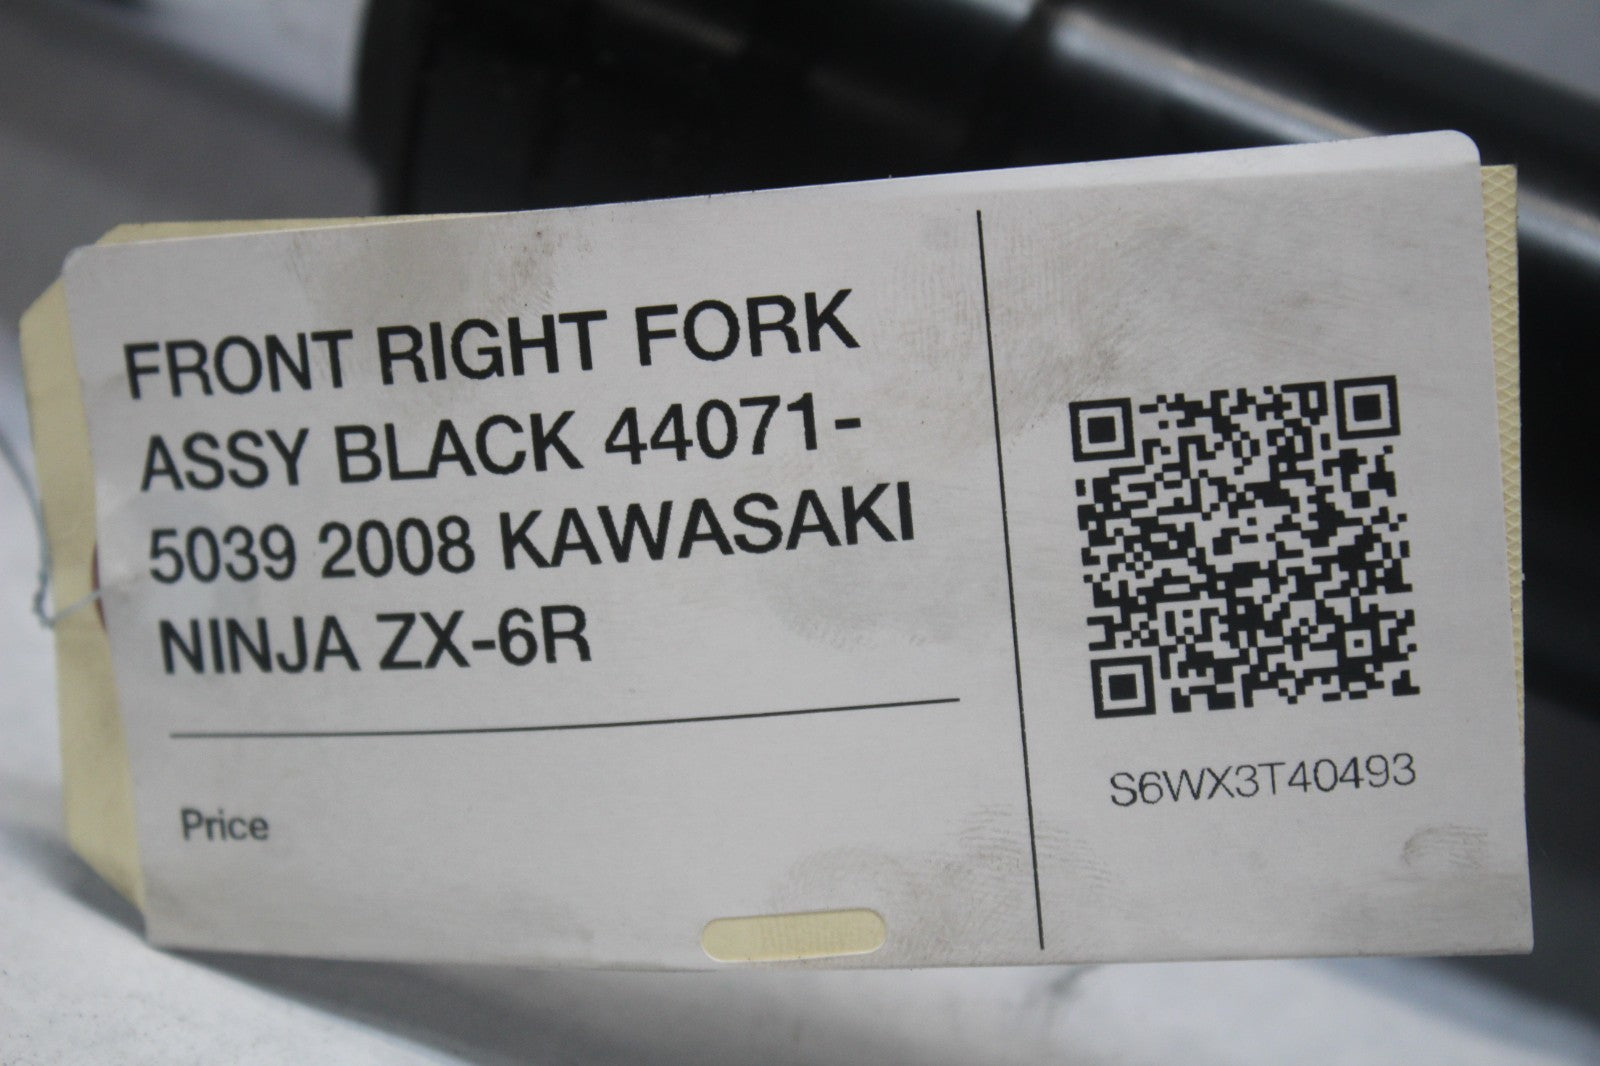 FRONT RIGHT FORK
ASSY BLACK 44071-
5039 2008 KAWASAKI
NINJA ZX-6R
Price
S6WX3T40493